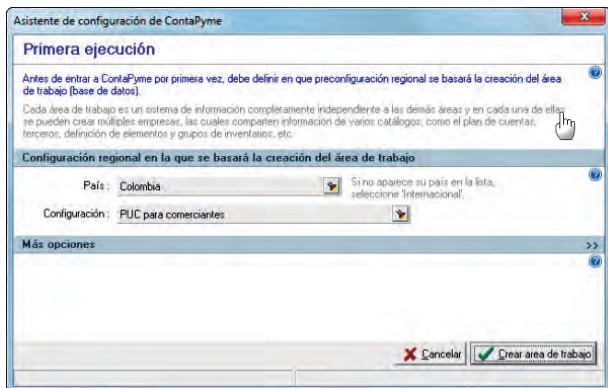 Asistente de configuración de ContaPyme
Primera ejecución
Antes de entrar a ContaPyme por primera vez, debe definir en que preconfiguración regional se basará la creación del área
de trabajo (base de datos).
Cada área de trabajo es un sistema de información completamente independiente a las demás áreas y en cada una de ellas
se pueden crear múltiples empresas, las cuales comparten información de varios catálogos, como el plan de cuentas,
terceros, definición de elementos y grupos de inventarios, etc.
Configuración regional en la que se basará la creación del área de trabajo
País: Colombia
Si no aparece su país en la lista,
seleccione 'Internacional'.
Configuración: PUC para comerciantes
Más opciones >>
Cancelar Crear area de trabajo